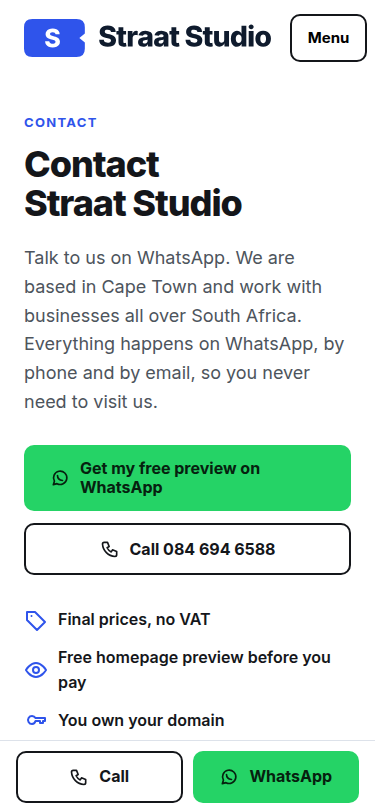 S Straat Studio Menu
CONTACT
Contact
Straat Studio
Talk to us on WhatsApp. We are
based in Cape Town and work with
businesses all over South Africa.
Everything happens on WhatsApp, by
phone and by email, so you never
need to visit us.
Get my free preview on
WhatsApp
Call 084 694 6588
Final prices, no VAT
Free homepage preview before you
pay
You own your domain
Call WhatsApp